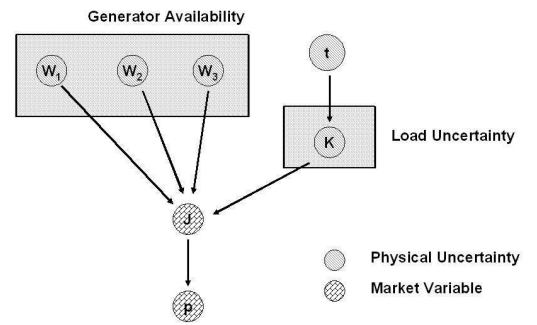 Generator Availability
W1 W2 W3
t
K
Load Uncertainty
J
Physical Uncertainty
Market Variable
p